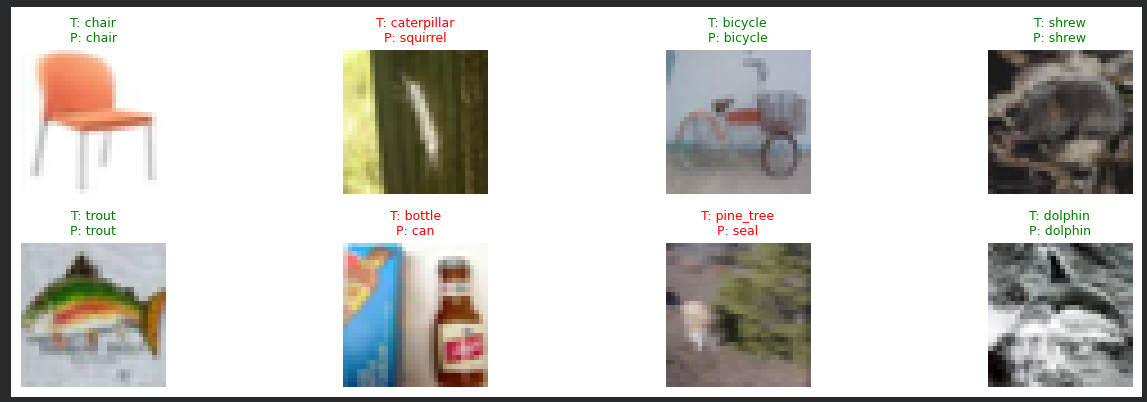 T: chair
P: chair
T: caterpillar
P: squirrel
T: bicycle
P: bicycle
T: shrew
P: shrew
T: trout
P: trout
T: bottle
P: can
T: pine_tree
P: seal
T: dolphin
P: dolphin